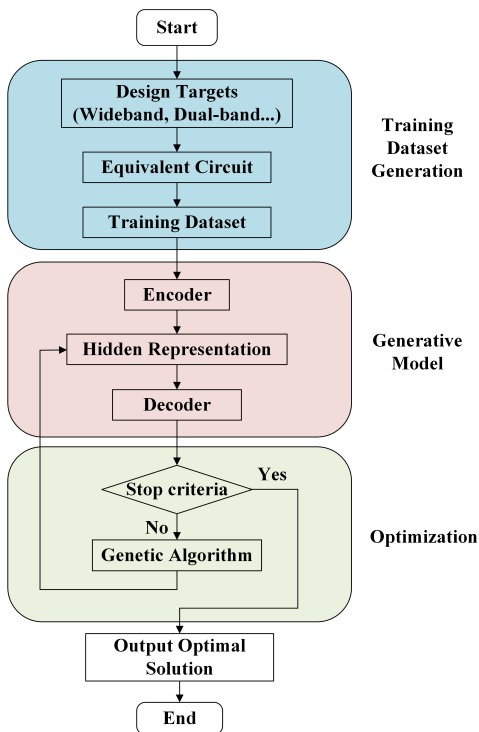 Start
Design Targets
(Wideband, Dual-band...)
Equivalent Circuit
Training Dataset
Training
Dataset
Generation
Encoder
Hidden Representation
Decoder
Generative
Model
Stop criteria
Yes
No
Genetic Algorithm
Optimization
Output Optimal
Solution
End